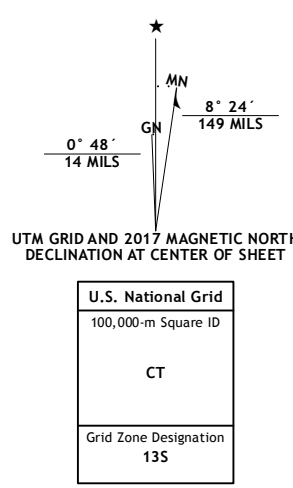 ★
MN
8° 24´
149 MILS
GN
0° 48´
14 MILS
UTM GRID AND 2017 MAGNETIC NORTH
DECLINATION AT CENTER OF SHEET
U.S. National Grid
100,000-m Square ID
CT
Grid Zone Designation
13S